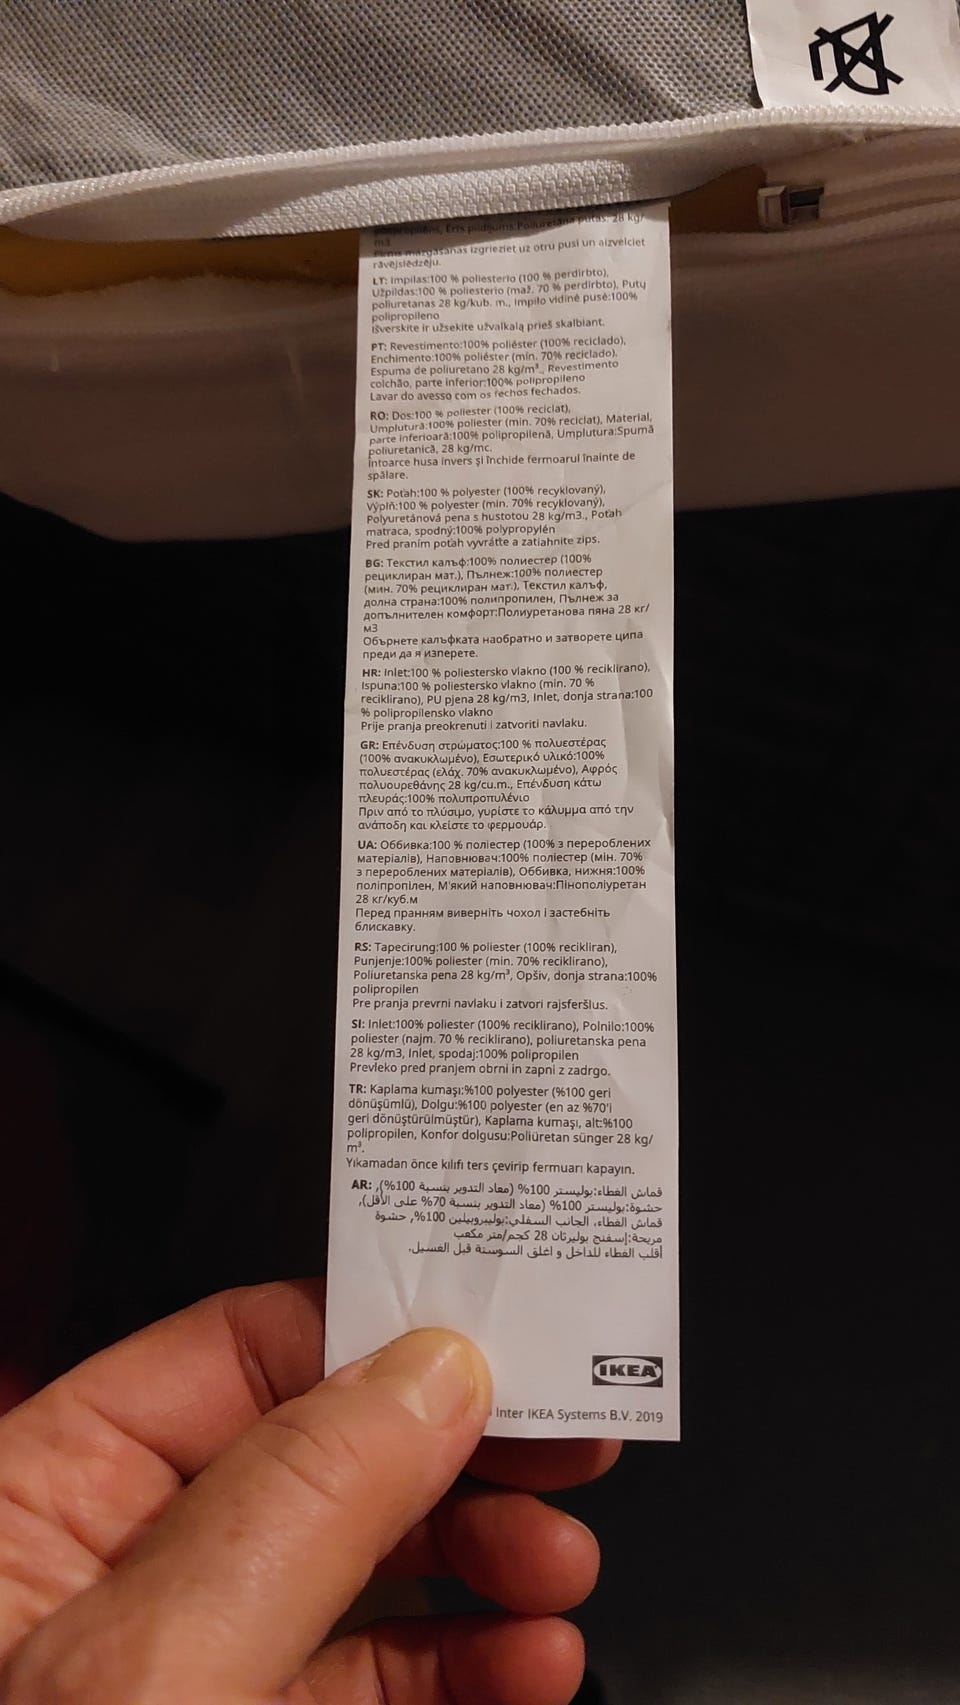 polipropilēns, Ērts pildījums:Poliuretāna putas. 28 kg/
m3
Pirms mazgāšanas izgrieziet uz otru pusi un aizvelciet
rāvējslēdzēju.
LT: Impilas:100 % poliesterio (100 % perdirbto),
Užpildas:100 % poliesterio (maž. 70 % perdirbto), Putų
poliuretanas 28 kg/kub. m., Impilo vidinė pusė:100%
polipropileno
Išverskite ir užsekite užvalkalą prieš skalbiant.
PT: Revestimento:100% poliéster (100% reciclado),
Enchimento:100% poliéster (mín. 70% reciclado),
Espuma de poliuretano 28 kg/m³., Revestimento
colchão, parte inferior:100% polipropileno
Lavar do avesso com os fechos fechados.
RO: Dos:100 % poliester (100% reciclat),
Umplutură:100% poliester (min. 70% reciclat), Material,
parte inferioară:100% polipropilenă, Umplutura:Spumă
poliuretanică, 28 kg/mc.
Întoarce husa invers şi închide fermoarul înainte de
spălare.
SK: Poťah:100 % polyester (100% recyklovaný),
Výplň:100 % polyester (min. 70% recyklovaný),
Polyuretánová pena s hustotou 28 kg/m3., Poťah
matraca, spodný:100% polypropylén
Pred praním poťah vyvráťte a zatiahnite zips.
BG: Текстил калъф:100% полиестер (100%
рециклиран мат.), Пълнеж:100% полиестер
(мин. 70% рециклиран мат.), Текстил калъф,
долна страна:100% полипропилен, Пълнеж за
допълнителен комфорт:Полиуретанова пяна 28 кг/
м3
Обърнете калъфката наобратно и затворете ципа
преди да я изперете.
HR: Inlet:100 % poliestersko vlakno (100 % reciklirano),
Ispuna:100 % poliestersko vlakno (min. 70 %
reciklirano), PU pjena 28 kg/m3, Inlet, donja strana:100
% polipropilensko vlakno
Prije pranja preokrenuti i zatvoriti navlaku.
GR: Επένδυση στρώματος:100 % πολυεστέρας
(100% ανακυκλωμένο), Εσωτερικό υλικό:100%
πολυεστέρας (ελάχ. 70% ανακυκλωμένο), Αφρός
πολυουρεθάνης 28 kg/cu.m., Επένδυση κάτω
πλευράς:100% πολυπροπυλένιο
Πριν από το πλύσιμο, γυρίστε το κάλυμμα από την
ανάποδη και κλείστε το φερμουάρ.
UA: Оббивка:100 % поліестер (100% з перероблених
матеріалів), Наповнювач:100% поліестер (мін. 70%
з перероблених матеріалів), Оббивка, нижня:100%
поліпропілен, М'який наповнювач:Пінополіуретан
28 кг/куб.м
Перед пранням виверніть чохол і застебніть
блискавку.
RS: Tapecirung:100 % poliester (100% recikliran),
Punjenje:100% poliester (min. 70% reciklirano),
Poliuretanska pena 28 kg/m³, Opšiv, donja strana:100%
polipropilen
Pre pranja prevrni navlaku i zatvori rajsferšlus.
SI: Inlet:100% poliester (100% reciklirano), Polnilo:100%
poliester (najm. 70 % reciklirano), poliuretanska pena
28 kg/m3, Inlet, spodaj:100% polipropilen
Prevleko pred pranjem obrni in zapni z zadrgo.
TR: Kaplama kumaşı:%100 polyester (%100 geri
dönüşümlü), Dolgu:%100 polyester (en az %70'i
geri dönüştürülmüştür), Kaplama kumaşı, alt:%100
polipropilen, Konfor dolgusu:Poliüretan sünger 28 kg/
m³.
Yıkamadan önce kılıfı ters çevirip fermuarı kapayın.
AR: قماش الغطاء:بوليستر 100% (معاد التدوير بنسبة 100%),
حشوة:بوليستر 100% (معاد التدوير بنسبة 70% على الأقل),
قماش الغطاء، الجانب السفلي:بوليبروبيلين 100%, حشوة
مريحة:إسفنج بوليرثان 28 كجم/متر مكعب
أقلب الغطاء للداخل و اغلق السوستة قبل الغسيل.
IKEA
Inter IKEA Systems B.V. 2019